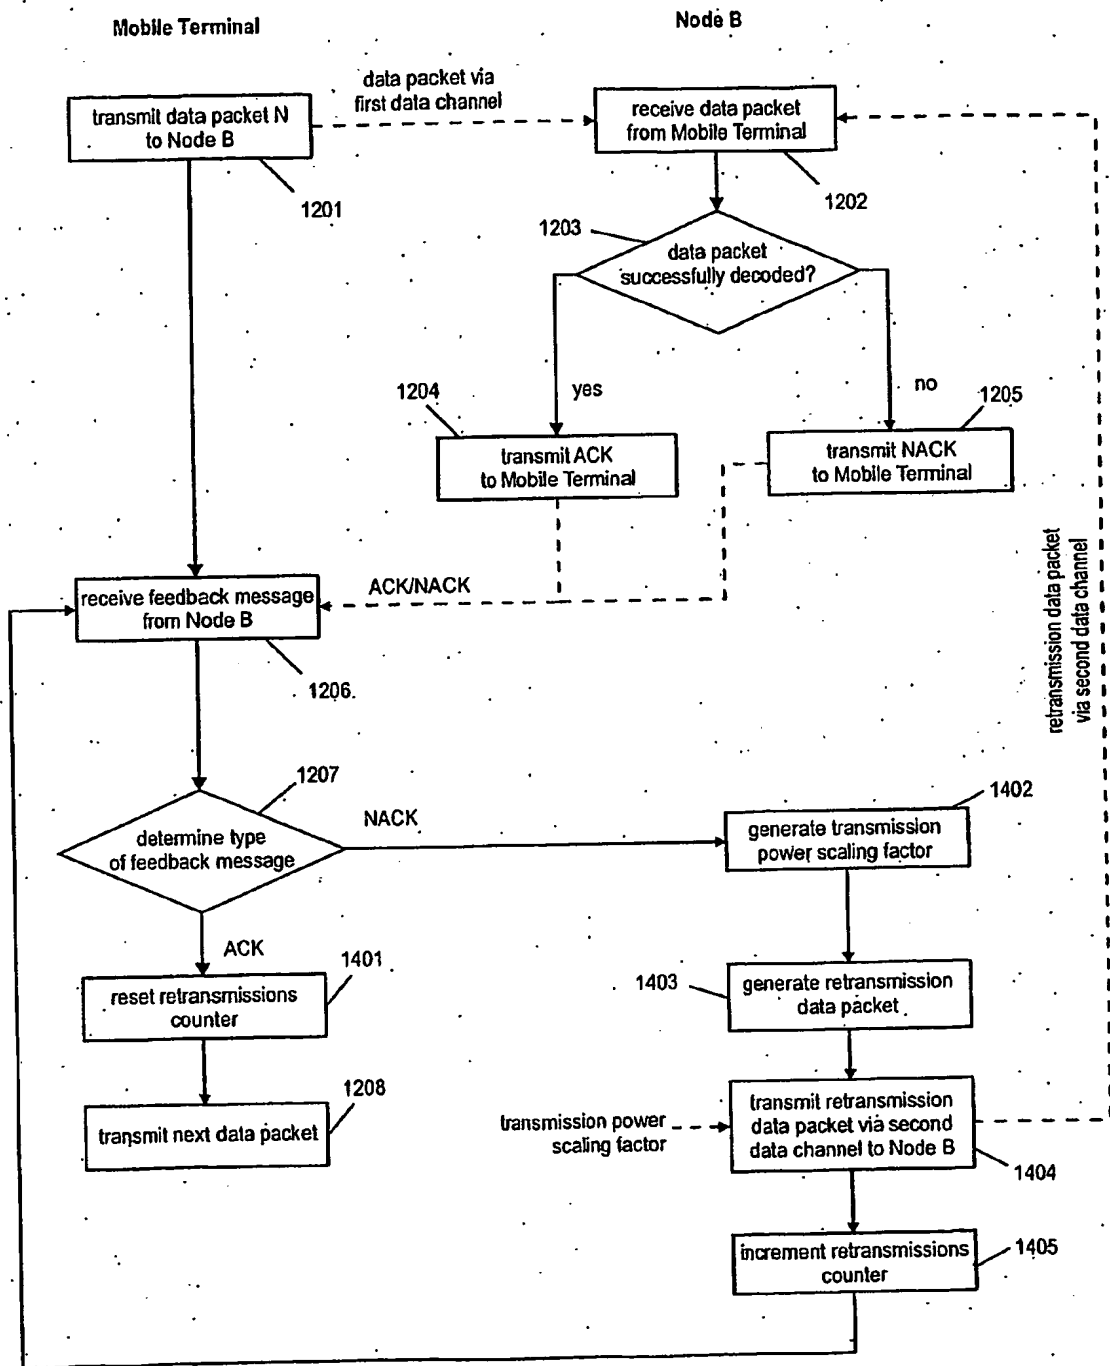 Mobile Terminal
Node B
data packet via
first data channel
transmit data packet N
to Node B
1201
receive data packet
from Mobile Terminal
1202
1203
data packet
successfully decoded?
yes
no
1204
transmit ACK
to Mobile Terminal
1205
transmit NACK
to Mobile Terminal
ACK/NACK
receive feedback message
from Node B
1206
retransmission data packet
via second data channel
1207
determine type
of feedback message
NACK
ACK
1402
generate transmission
power scaling factor
1401
reset retransmissions
counter
1403
generate retransmission
data packet
1208
transmit next data packet
transmission power
scaling factor
transmit retransmission
data packet via second
data channel to Node B
1404
increment retransmissions
counter
1405